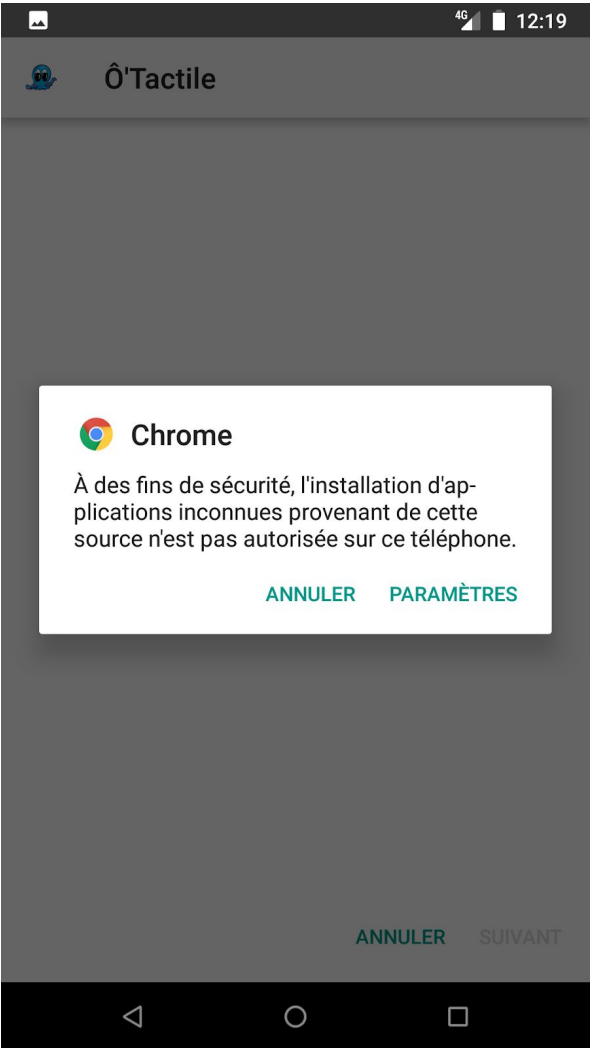 4G 12:19
Ô'Tactile
Chrome
À des fins de sécurité, l'installation d'ap-
plications inconnues provenant de cette
source n'est pas autorisée sur ce téléphone.
ANNULER PARAMÈTRES
ANNULER SUIVANT